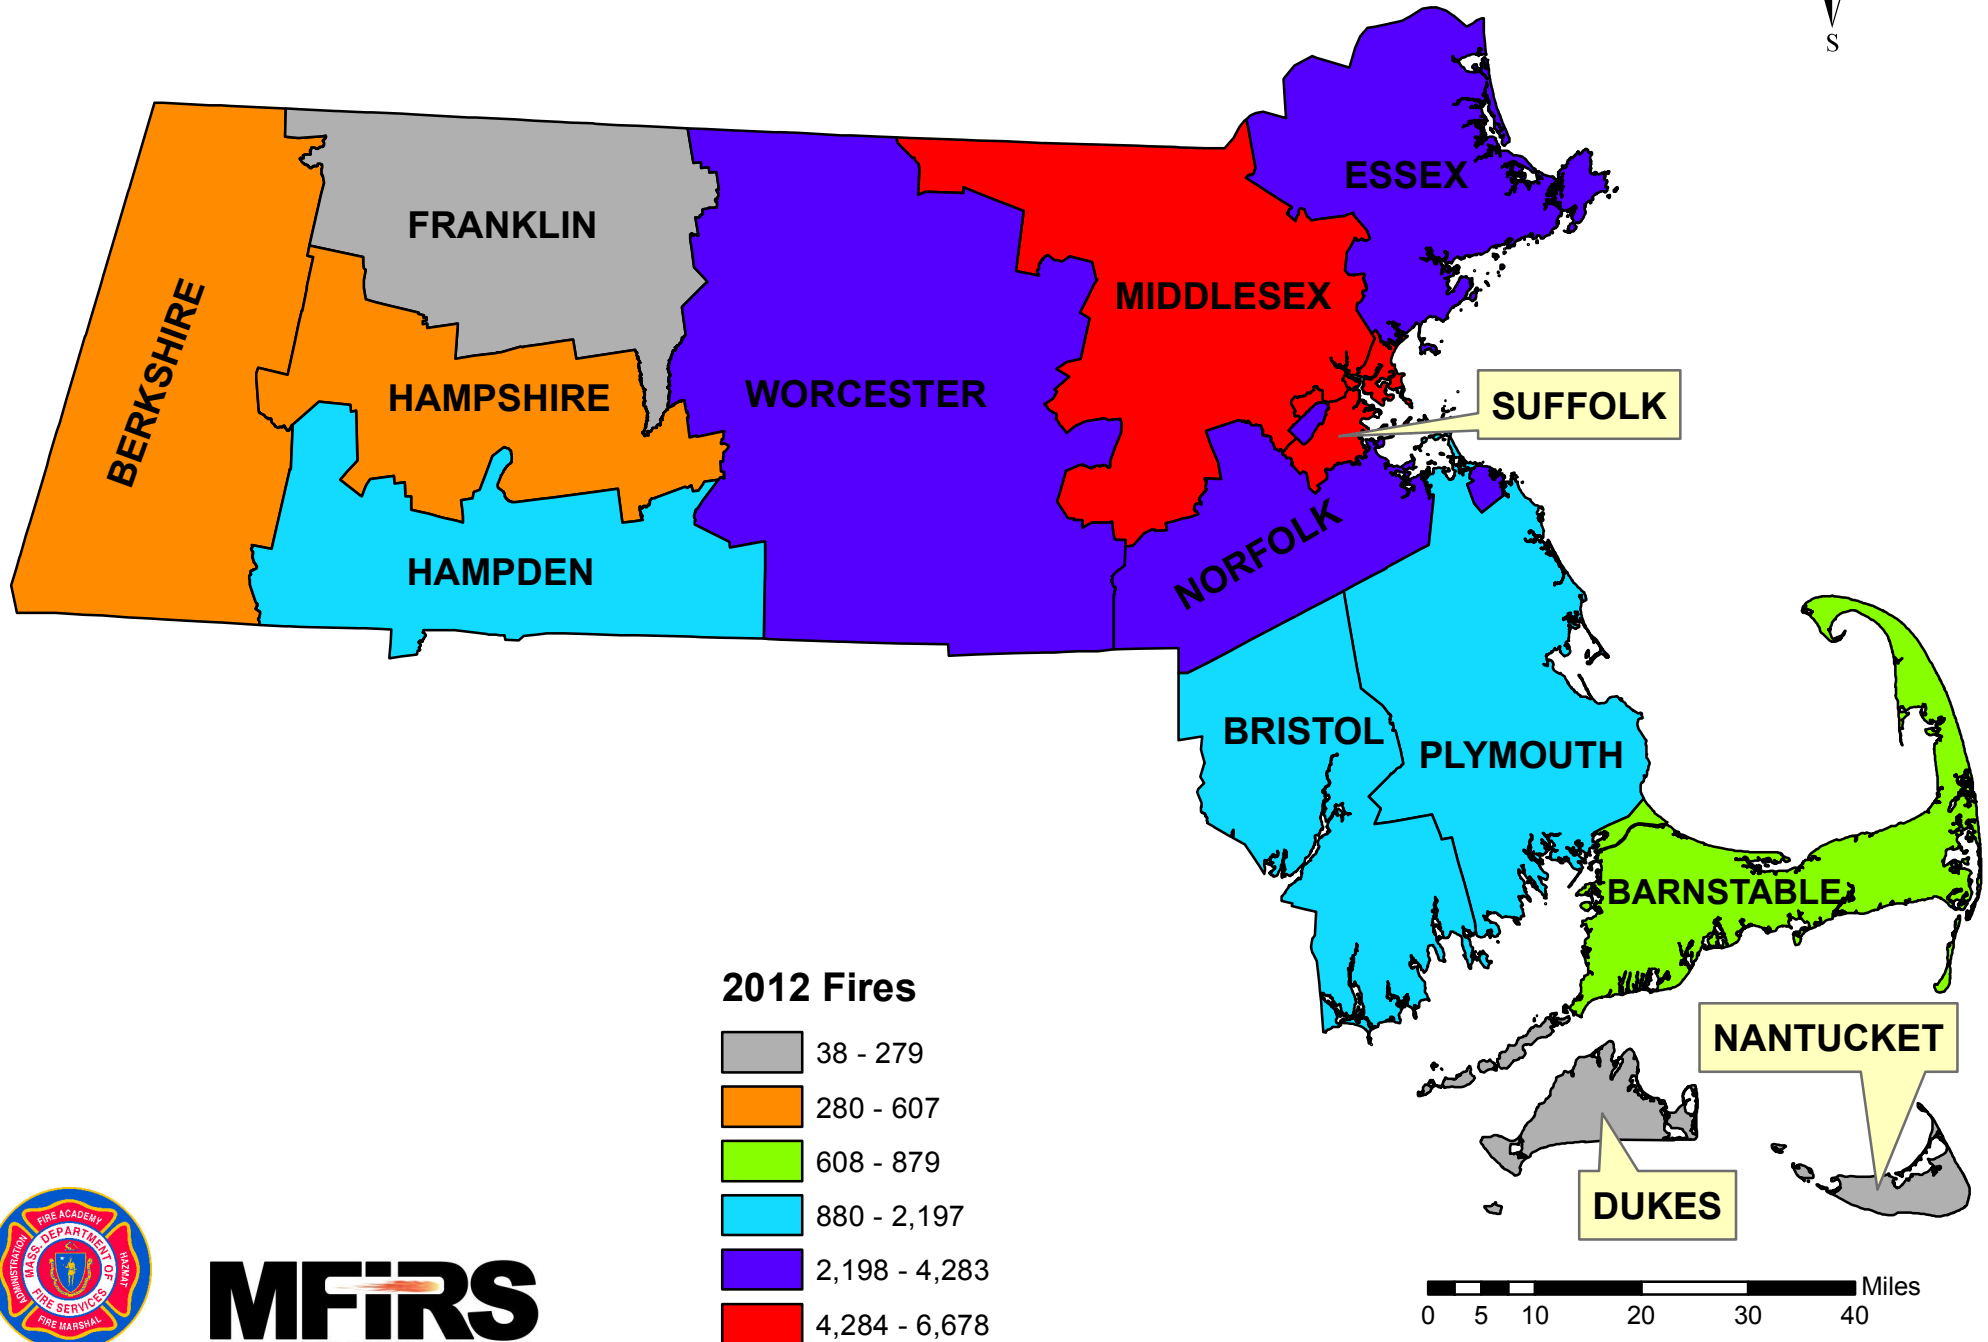 S
ESSEX
FRANKLIN
MIDDLESEX
BERKSHIRE
HAMPSHIRE
WORCESTER
SUFFOLK
NORFOLK
HAMPDEN
BRISTOL
PLYMOUTH
BARNSTABLE
NANTUCKET
DUKES
2012 Fires
38 - 279
280 - 607
608 - 879
880 - 2,197
2,198 - 4,283
4,284 - 6,678
FIRE ACADEMY
ADMINISTRATION
HAZMAT
FIRE MARSHAL
MASS. DEPARTMENT OF
FIRE SERVICES
MFiRS
Miles
0 5 10 20 30 40